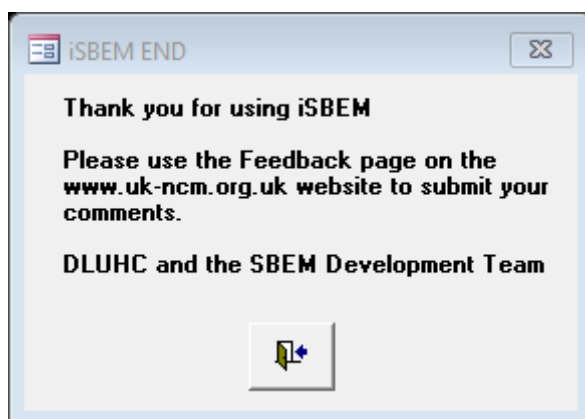 iSBEM END
Thank you for using iSBEM
Please use the Feedback page on the
www.uk-ncm.org.uk website to submit your
comments.
DLUHC and the SBEM Development Team